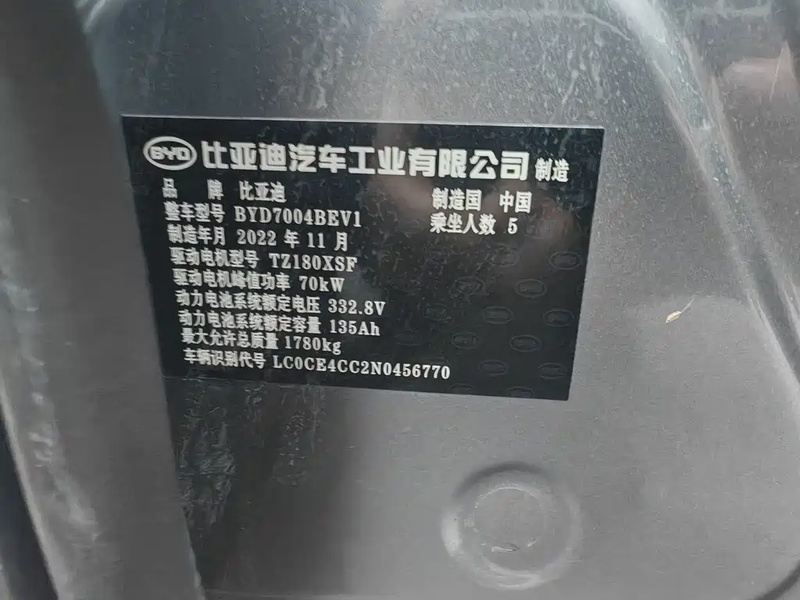 BYD 比亚迪汽车工业有限公司 制造
品 牌 比亚迪 制造国 中国
整车型号 BYD7004BEV1 乘坐人数 5
制造年月 2022 年 11 月
驱动电机型号 TZ180XSF
驱动电机峰值功率 70kW
动力电池系统额定电压 332.8V
动力电池系统额定容量 135Ah
最大允许总质量 1780kg
车辆识别代号 LC0CE4CC2N0456770